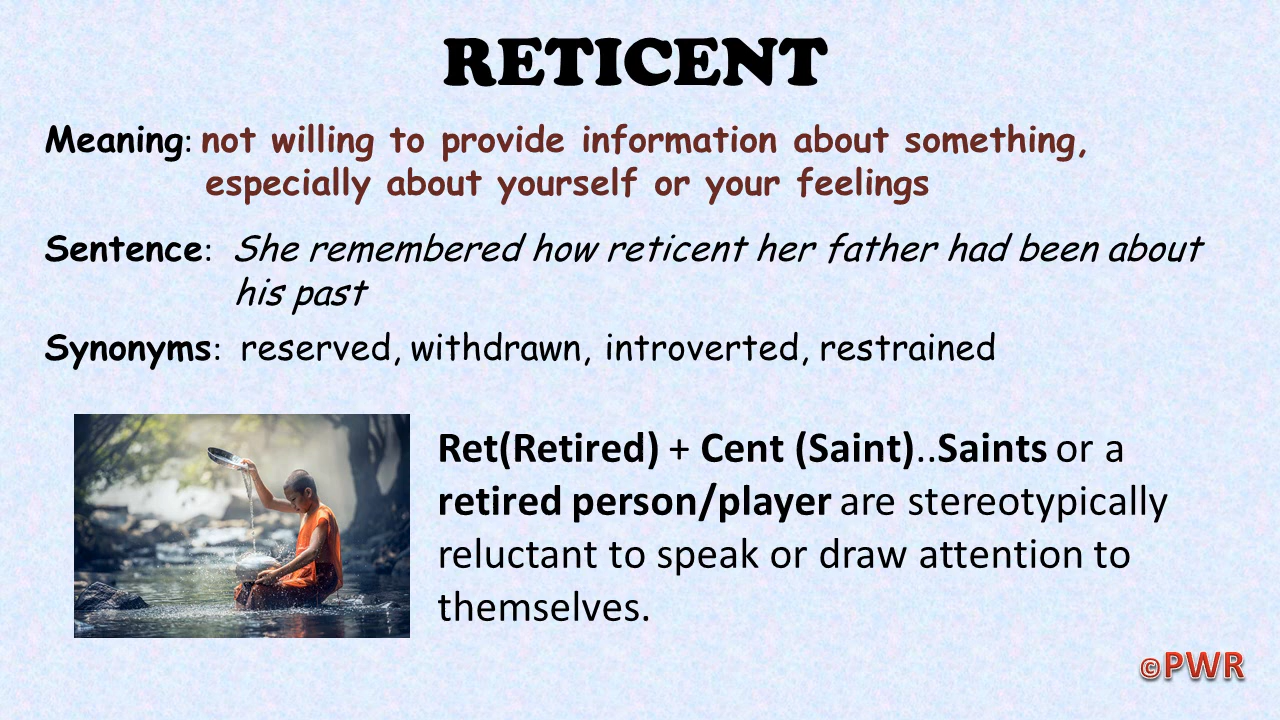 RETICENT
Meaning: not willing to provide information about something,
especially about yourself or your feelings
Sentence: She remembered how reticent her father had been about
his past
Synonyms: reserved, withdrawn, introverted, restrained
Ret(Retired) + Cent (Saint)..Saints or a
retired person/player are stereotypically
reluctant to speak or draw attention to
themselves.
©PWR